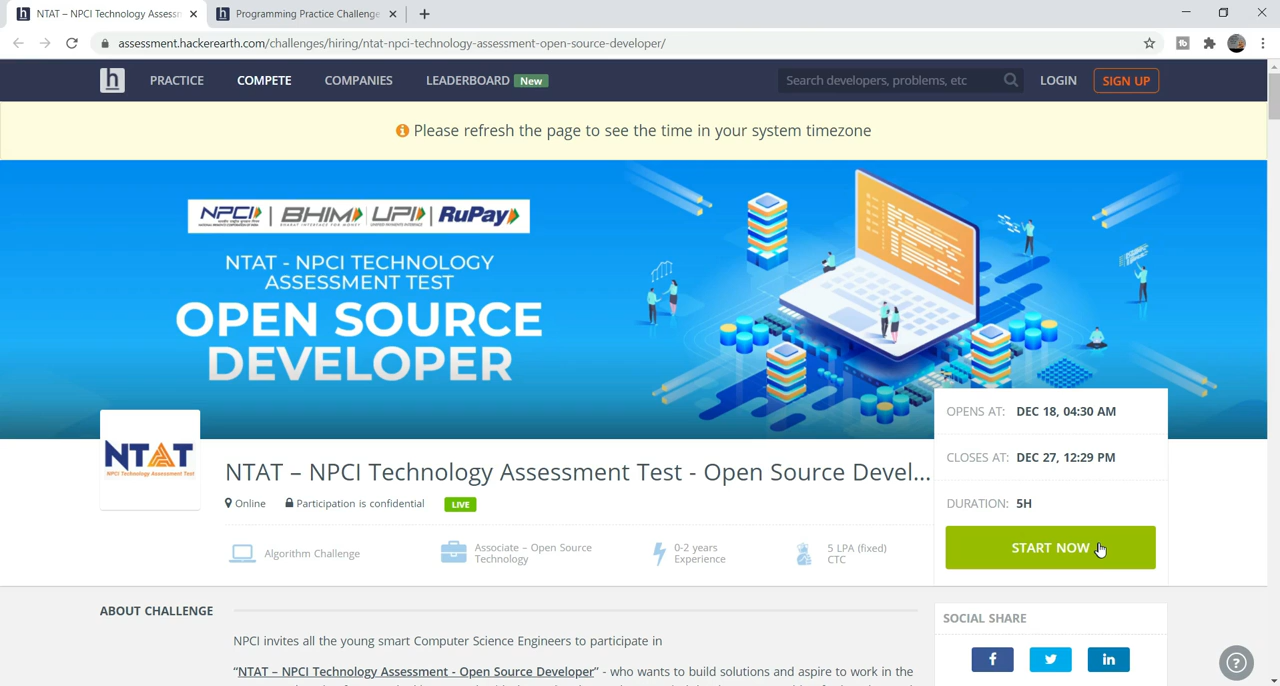 NTAT – NPCI Technology Assessm
Programming Practice Challenge
assessment.hackerearth.com/challenges/hiring/ntat-npci-technology-assessment-open-source-developer/
h PRACTICE COMPETE COMPANIES LEADERBOARD New Search developers, problems, etc LOGIN SIGN UP
Please refresh the page to see the time in your system timezone
NPCI | BHIM | UPI | RuPay
NTAT - NPCI TECHNOLOGY
ASSESSMENT TEST
OPEN SOURCE
DEVELOPER
OPENS AT: DEC 18, 04:30 AM
CLOSES AT: DEC 27, 12:29 PM
DURATION: 5H
START NOW
NTAT
NPCI Technology Assessment Test
NTAT – NPCI Technology Assessment Test - Open Source Devel...
Online Participation is confidential LIVE
Algorithm Challenge
Associate – Open Source
Technology
0-2 years
Experience
5 LPA (fixed)
CTC
ABOUT CHALLENGE
NPCI invites all the young smart Computer Science Engineers to participate in
“NTAT – NPCI Technology Assessment - Open Source Developer” - who wants to build solutions and aspire to work in the
SOCIAL SHARE
f
in
?